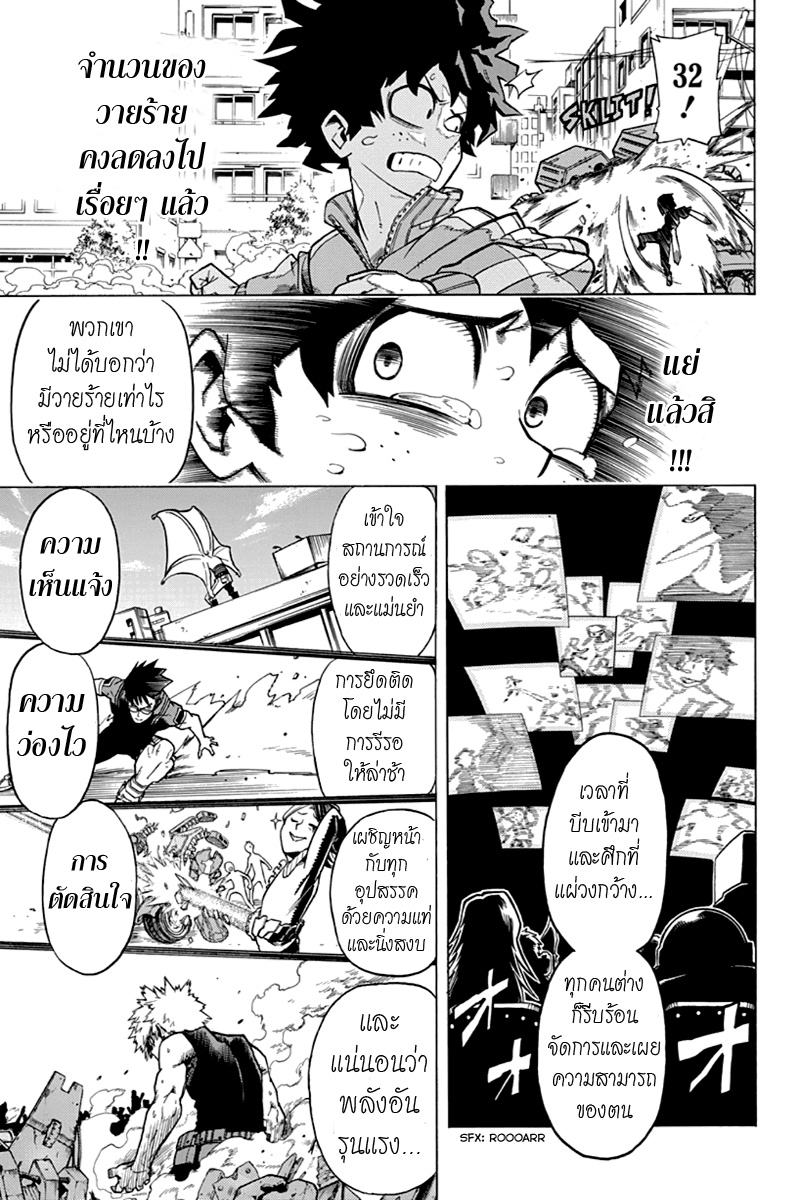 32
!
SKLIT!
จำนวนของ
วายร้าย
คงลดลงไป
เรื่อยๆ แล้ว
!!
แย่
แล้วสิ
!!!
พวกเขา
ไม่ได้บอกว่า
มีวายร้ายเท่าไร
หรืออยู่ที่ไหนบ้าง
เวลาที่
บีบเข้ามา
และศึกที่
แผ่วงกว้าง...
ทุกคนต่าง
ก็รีบร้อน
จัดการและเผย
ความสามารถ
ของตน
オ
オ
SFX: ROOOARR
เข้าใจ
สถานการณ์
อย่างรวดเร็ว
และแม่นยำ
ความ
เห็นแจ้ง
การยึดติด
โดยไม่มี
การรีรอ
ให้ล่าช้า
ความ
ว่องไว
เผชิญหน้า
กับทุก
อุปสรรค
ด้วยความแท่
และนิ่งสงบ
การ
ตัดสินใจ
และ
แน่นอนว่า
พลังอัน
รุนแรง...